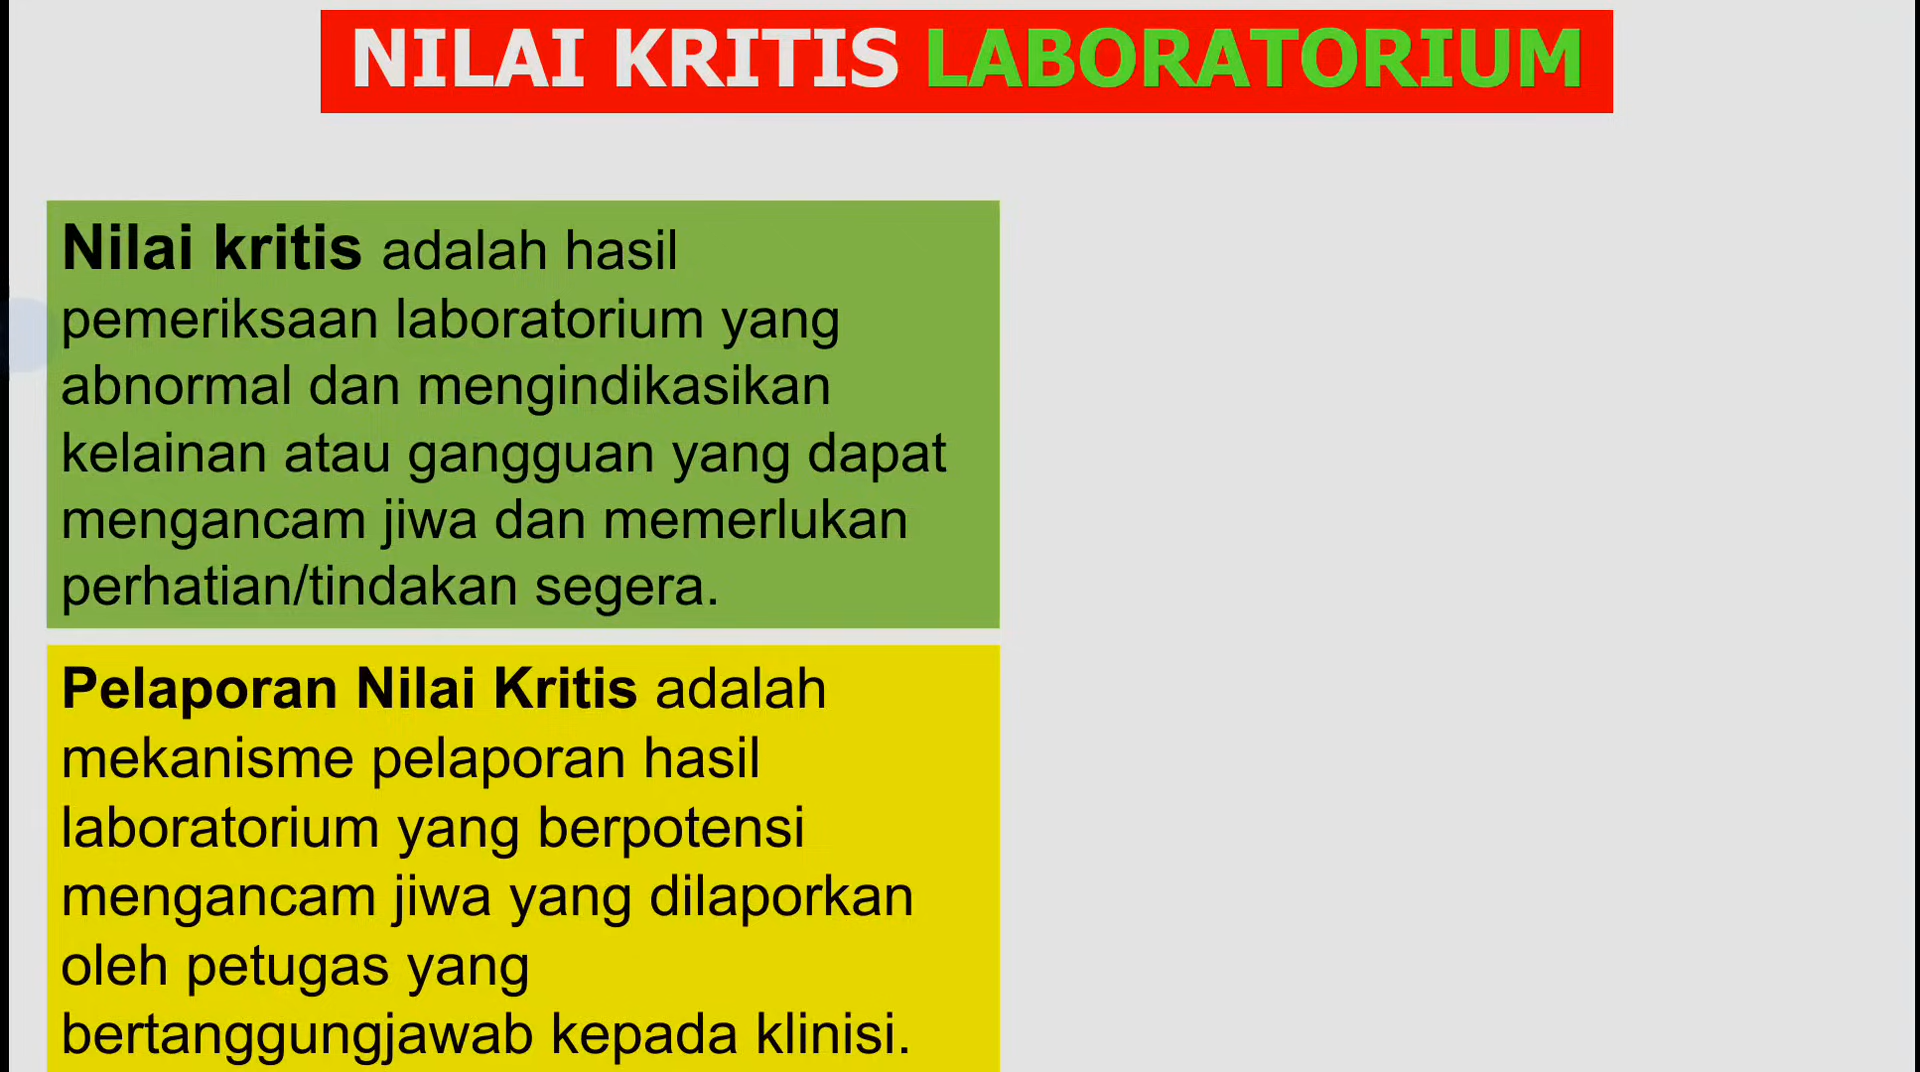 NILAI KRITIS LABORATORIUM
Nilai kritis adalah hasil
pemeriksaan laboratorium yang
abnormal dan mengindikasikan
kelainan atau gangguan yang dapat
mengancam jiwa dan memerlukan
perhatian/tindakan segera.
Pelaporan Nilai Kritis adalah
mekanisme pelaporan hasil
laboratorium yang berpotensi
mengancam jiwa yang dilaporkan
oleh petugas yang
bertanggungjawab kepada klinisi.